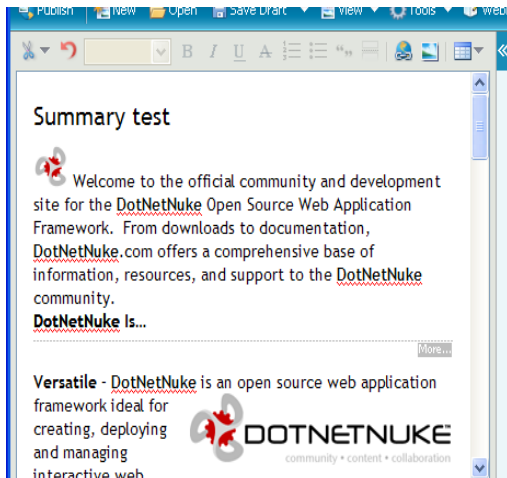 Publish New Open Save Draft View Tools Web
B I U A
Summary test
Welcome to the official community and development
site for the DotNetNuke Open Source Web Application
Framework. From downloads to documentation,
DotNetNuke.com offers a comprehensive base of
information, resources, and support to the DotNetNuke
community.
DotNetNuke Is...
More...
Versatile - DotNetNuke is an open source web application
framework ideal for
creating, deploying
and managing
interactive web
DOTNETNUKE
community • content • collaboration